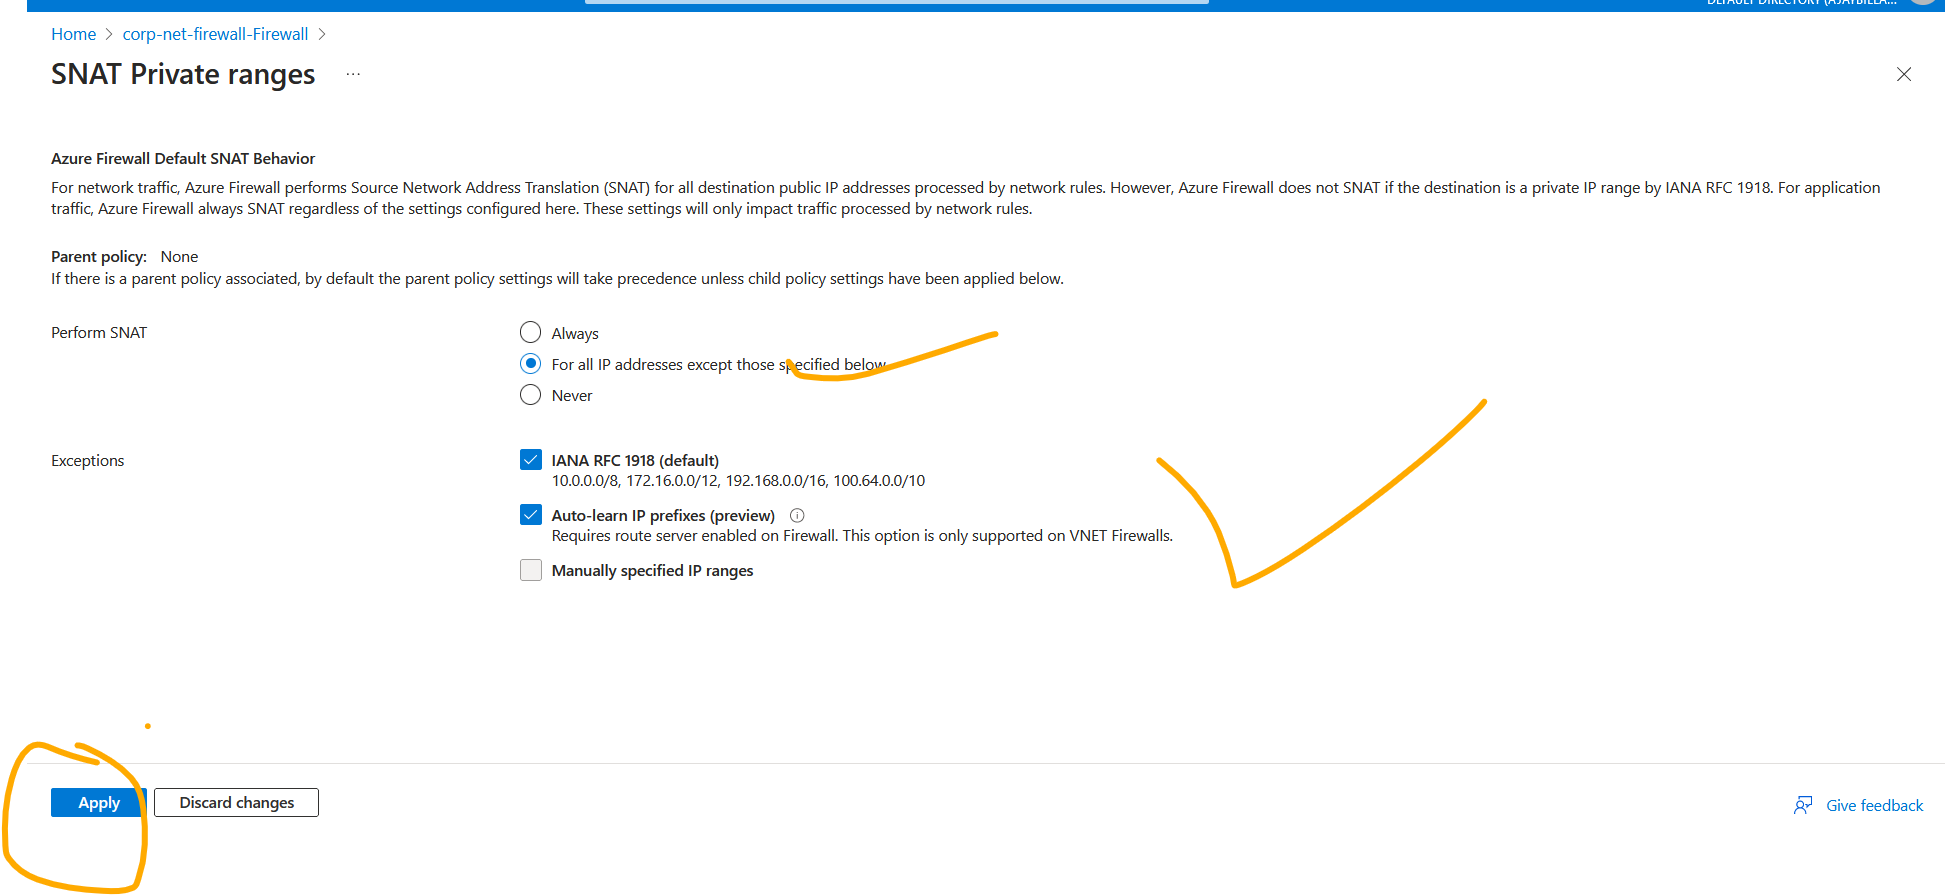 Home > corp-net-firewall-Firewall >
SNAT Private ranges ...
Azure Firewall Default SNAT Behavior
For network traffic, Azure Firewall performs Source Network Address Translation (SNAT) for all destination public IP addresses processed by network rules. However, Azure Firewall does not SNAT if the destination is a private IP range by IANA RFC 1918. For application
traffic, Azure Firewall always SNAT regardless of the settings configured here. These settings will only impact traffic processed by network rules.
Parent policy: None
If there is a parent policy associated, by default the parent policy settings will take precedence unless child policy settings have been applied below.
Perform SNAT
Always
For all IP addresses except those specified below
Never
Exceptions
IANA RFC 1918 (default)
10.0.0.0/8, 172.16.0.0/12, 192.168.0.0/16, 100.64.0.0/10
Auto-learn IP prefixes (preview)
Requires route server enabled on Firewall. This option is only supported on VNET Firewalls.
Manually specified IP ranges
Apply
Discard changes
Give feedback